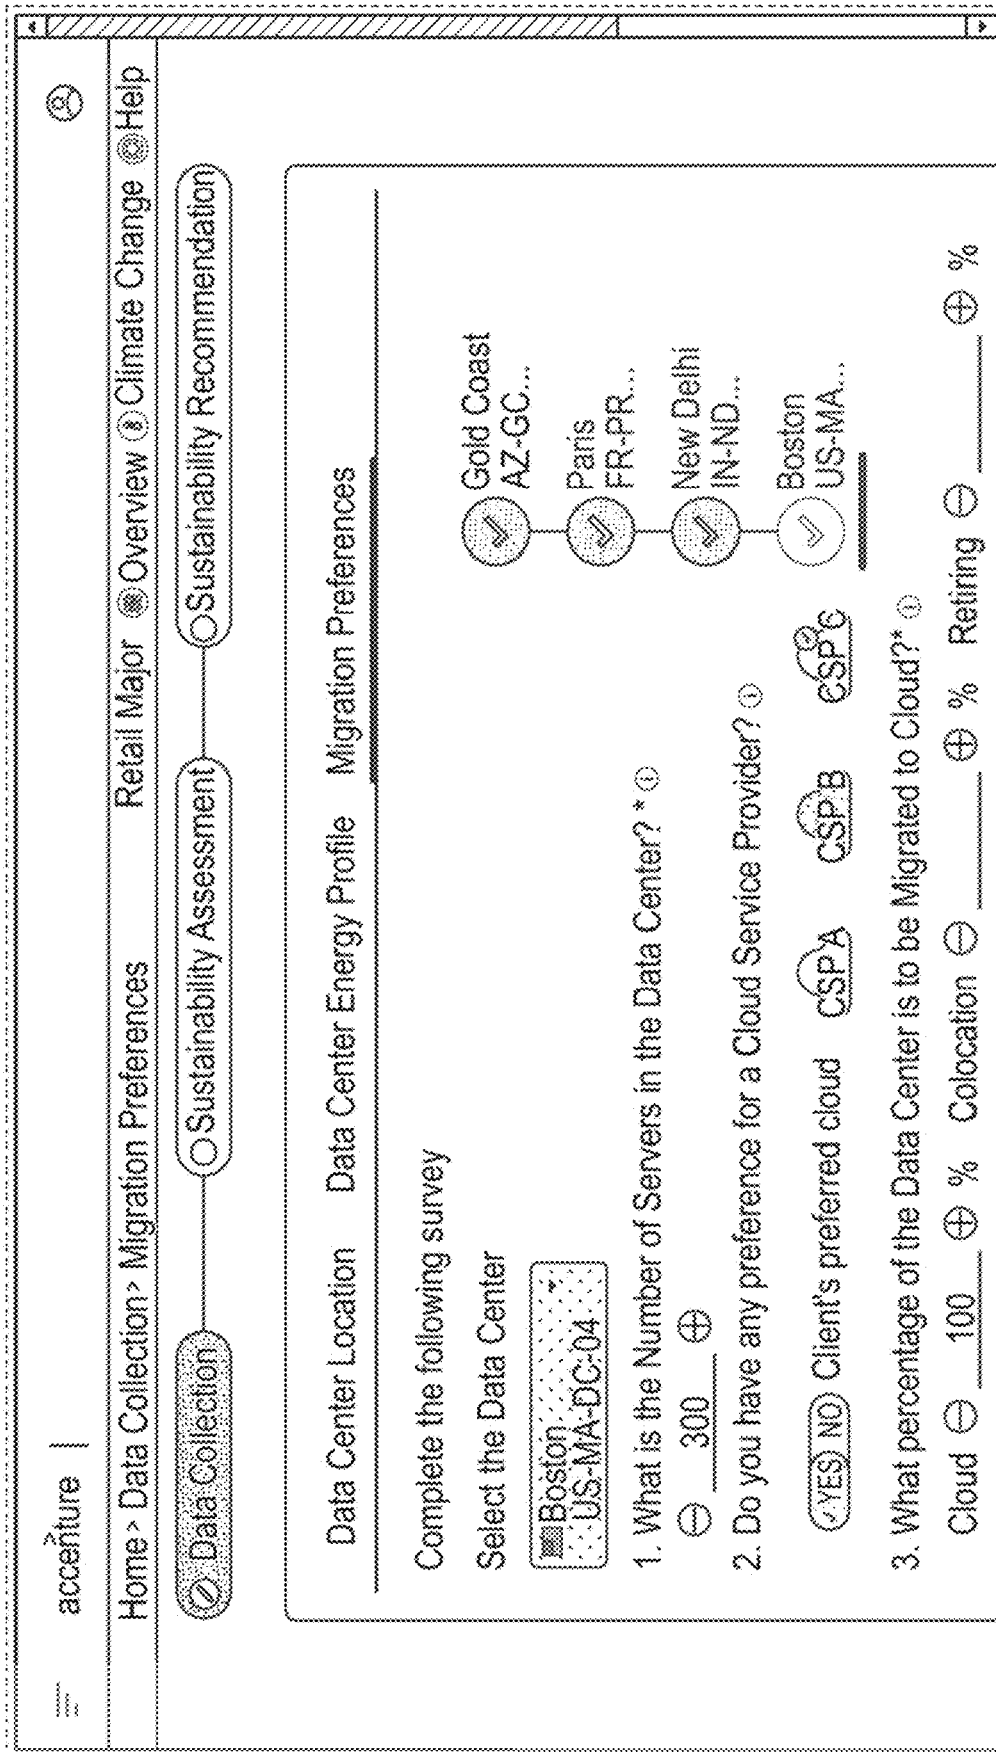 accenture
Home > Data Collection > Migration Preferences Retail Major Overview Climate Change Help
Data Collection Sustainability Assessment Sustainability Recommendation
Data Center Location Data Center Energy Profile Migration Preferences
Complete the following survey
Select the Data Center
Boston
US-MA-DC-04
Gold Coast
AZ-GC...
Paris
FR-PR...
New Delhi
IN-ND...
Boston
US-MA...
1. What is the Number of Servers in the Data Center? *
300
2. Do you have any preference for a Cloud Service Provider?
YES NO Client's preferred cloud CSP A CSP B CSP C
3. What percentage of the Data Center is to be Migrated to Cloud?*
Cloud 100 % Colocation % Retiring %